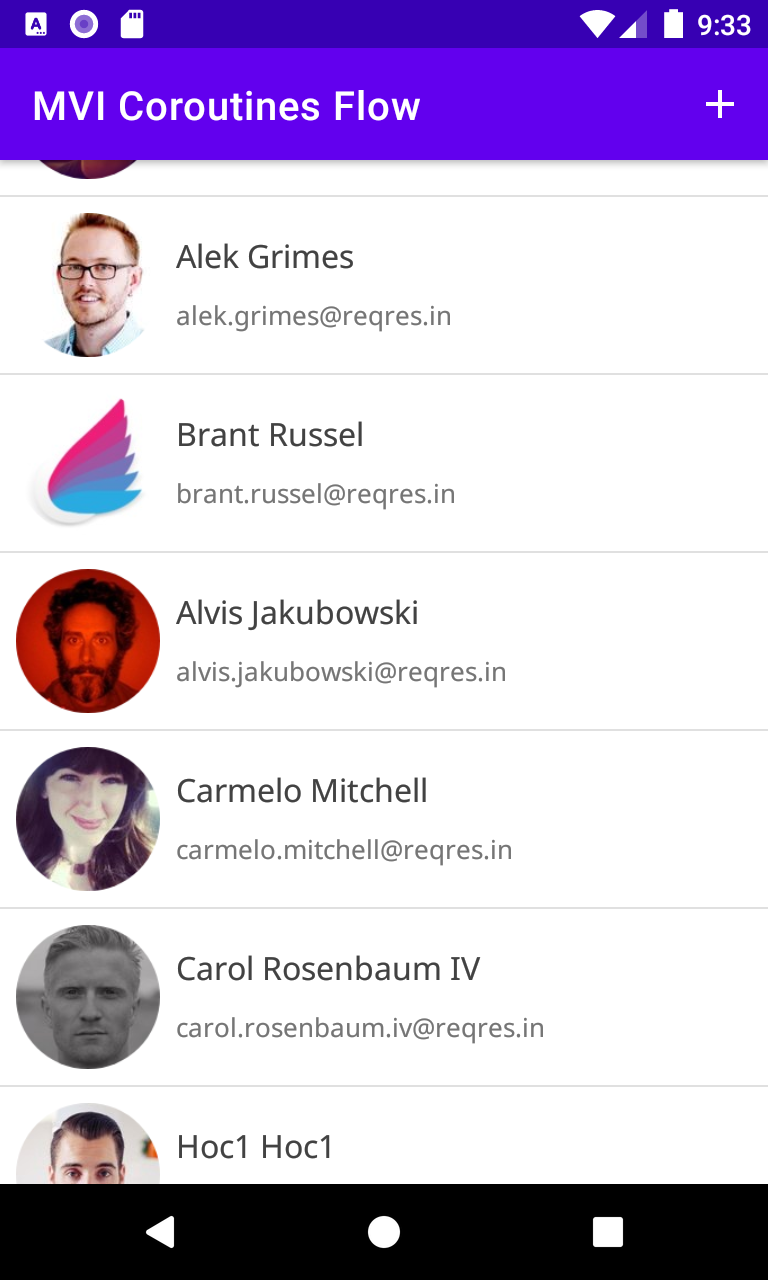 9:33
MVI Coroutines Flow
Alek Grimes
alek.grimes@reqres.in
Brant Russel
brant.russel@reqres.in
Alvis Jakubowski
alvis.jakubowski@reqres.in
Carmelo Mitchell
carmelo.mitchell@reqres.in
Carol Rosenbaum IV
carol.rosenbaum.iv@reqres.in
Hoc1 Hoc1